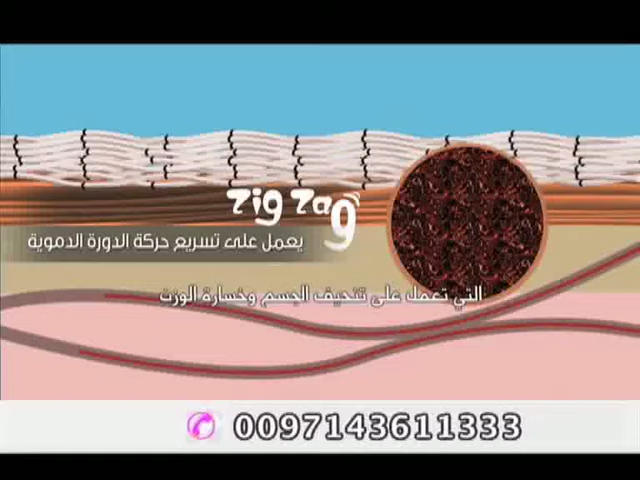 zig zag
يعمل على تسريع حركة الدورة الدموية
التي تعمل على تنحيف الجسم وخسارة الوزن
0097143611333